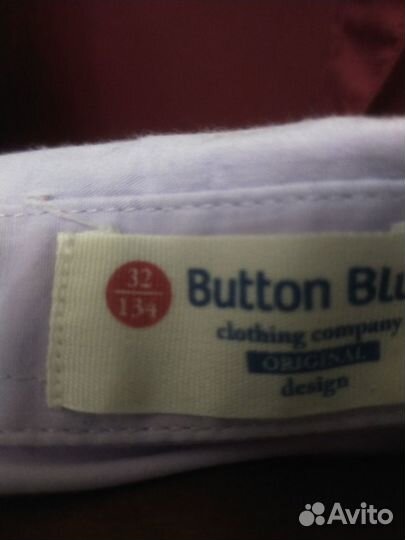 32
134
Button Blu
clothing company
ORIGINAL
design
Avito